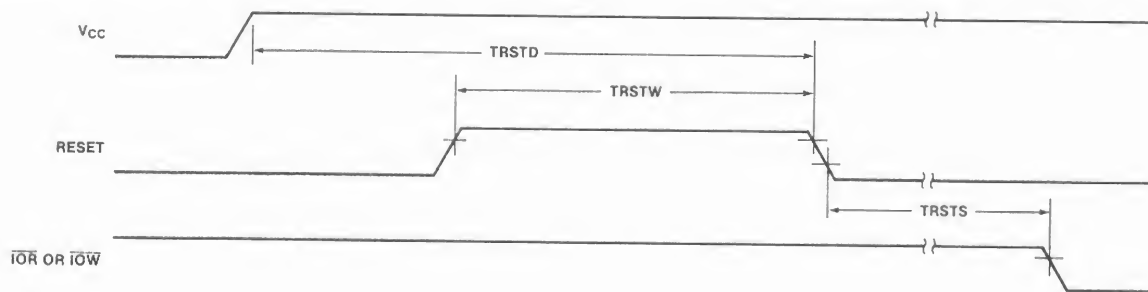 VCC
TRSTD
TRSTW
RESET
TRSTS
IOR OR IOW